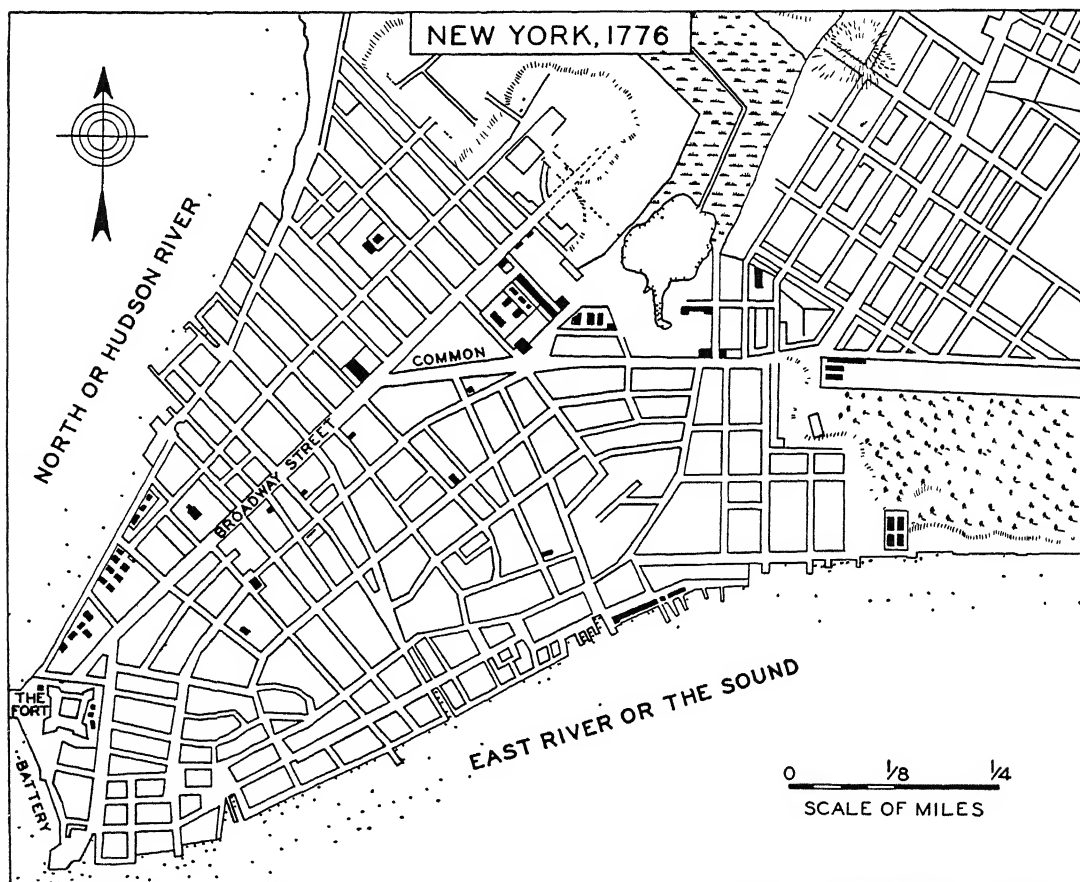 NEW YORK, 1776
NORTH OR HUDSON RIVER
COMMON
BROADWAY STREET
THE
FORT
BATTERY
EAST RIVER OR THE SOUND
0 1/8 1/4
SCALE OF MILES